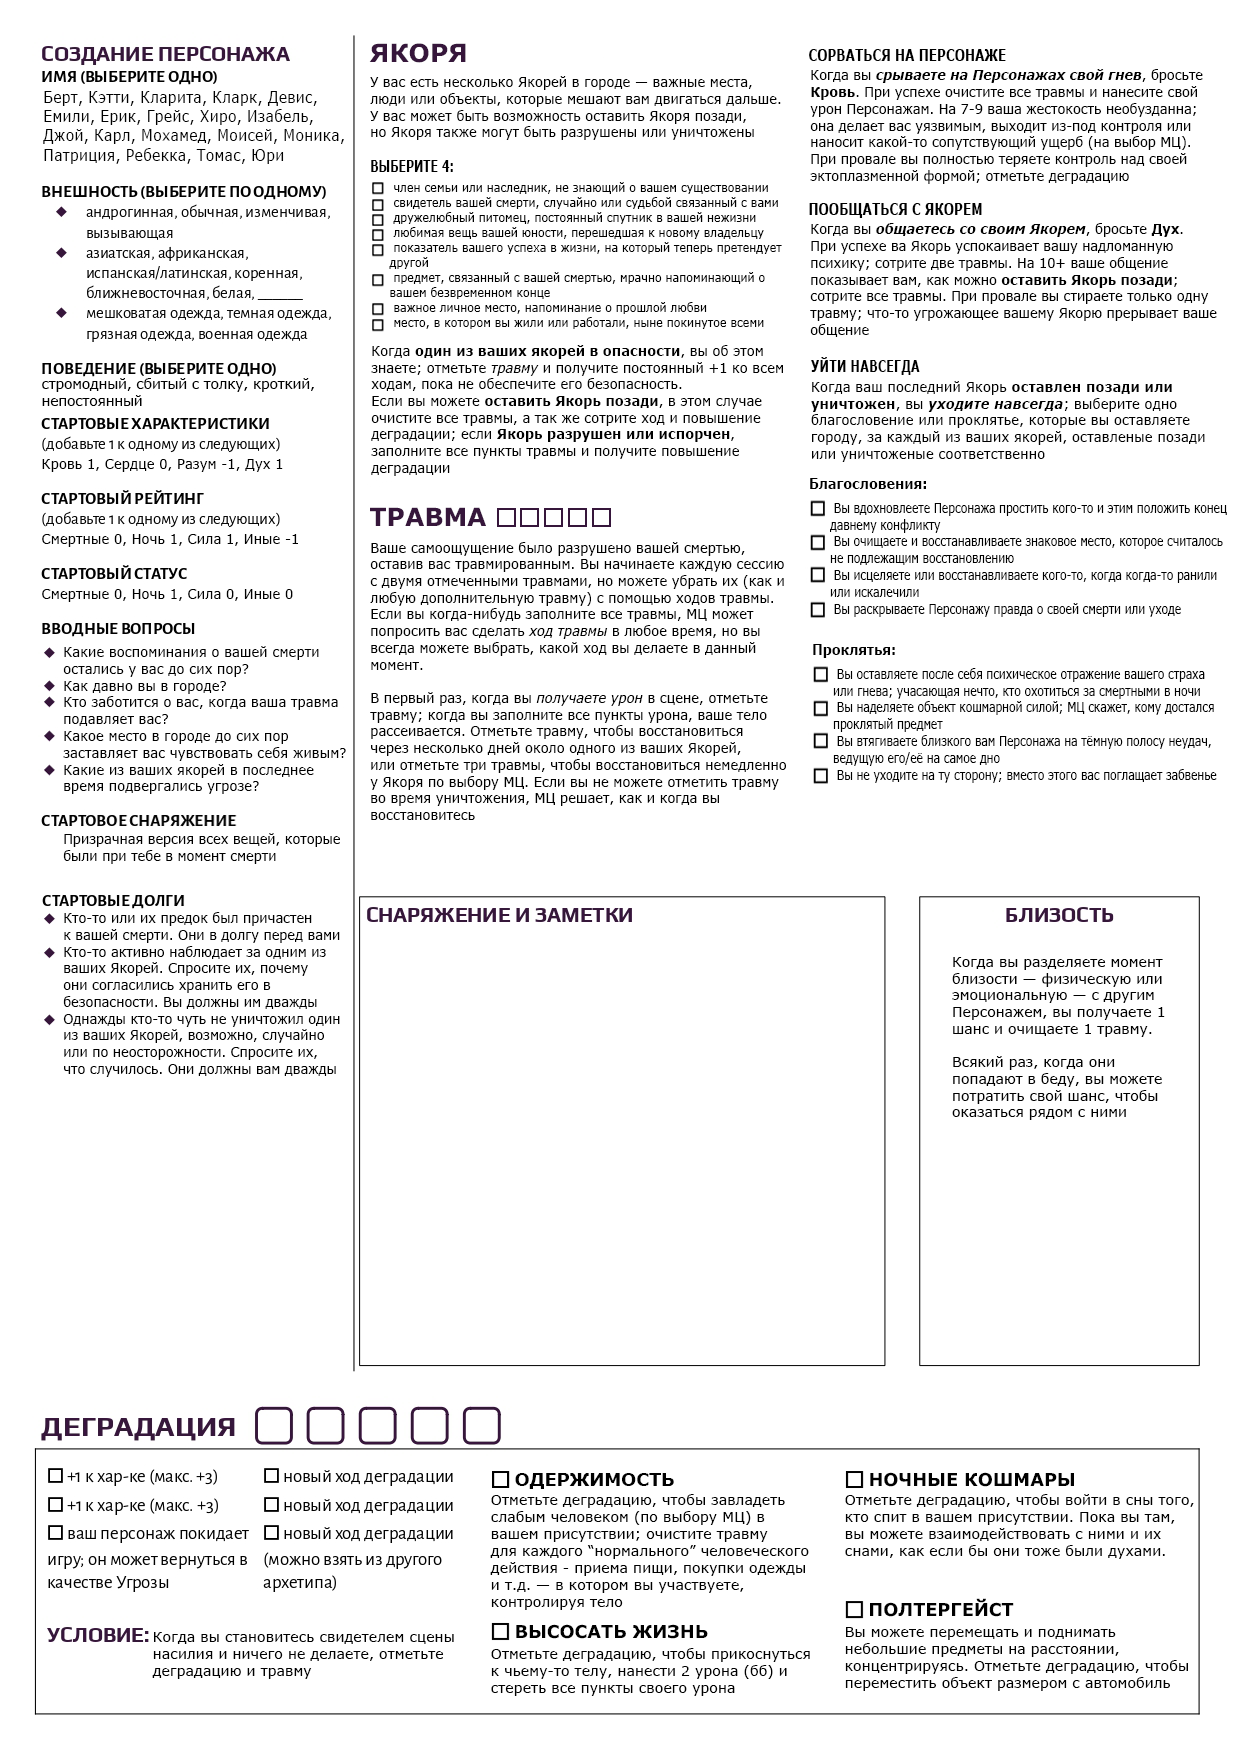 СОЗДАНИЕ ПЕРСОНАЖА
ИМЯ (ВЫБЕРИТЕ ОДНО)
Берт, Кэтти, Кларита, Кларк, Девис,
Емили, Ерик, Грейс, Хиро, Изабель,
Джой, Карл, Мохамед, Моисей, Моника,
Патриция, Ребекка, Томас, Юри
ВНЕШНОСТЬ (ВЫБЕРИТЕ ПО ОДНОМУ)
◆ андрогинная, обычная, изменчивая,
вызывающая
◆ азиатская, африканская,
испанская/латинская, коренная,
ближневосточная, белая, ______
◆ мешковатая одежда, темная одежда,
грязная одежда, военная одежда
ПОВЕДЕНИЕ (ВЫБЕРИТЕ ОДНО)
стромодный, сбитый с толку, кроткий,
непостоянный
СТАРТОВЫЕ ХАРАКТЕРИСТИКИ
(добавьте 1 к одному из следующих)
Кровь 1, Сердце 0, Разум -1, Дух 1
СТАРТОВЫЙ РЕЙТИНГ
(добавьте 1 к одному из следующих)
Смертные 0, Ночь 1, Сила 1, Иные -1
СТАРТОВЫЙ СТАТУС
Смертные 0, Ночь 1, Сила 0, Иные 0
ВВОДНЫЕ ВОПРОСЫ
◆ Какие воспоминания о вашей смерти
остались у вас до сих пор?
◆ Как давно вы в городе?
◆ Кто заботится о вас, когда ваша травма
подавляет вас?
◆ Какое место в городе до сих пор
заставляет вас чувствовать себя живым?
◆ Какие из ваших якорей в последнее
время подвергались угрозе?
СТАРТОВОЕ СНАРЯЖЕНИЕ
Призрачная версия всех вещей, которые
были при тебе в момент смерти
СТАРТОВЫЕ ДОЛГИ
◆ Кто-то или их предок был причастен
к вашей смерти. Они в долгу перед вами
◆ Кто-то активно наблюдает за одним из
ваших Якорей. Спросите их, почему
они согласились хранить его в
безопасности. Вы должны им дважды
◆ Однажды кто-то чуть не уничтожил один
из ваших Якорей, возможно, случайно
или по неосторожности. Спросите их,
что случилось. Они должны вам дважды
ЯКОРЯ
У вас есть несколько Якорей в городе — важные места,
люди или объекты, которые мешают вам двигаться дальше.
У вас может быть возможность оставить Якоря позади,
но Якоря также могут быть разрушены или уничтожены
ВЫБЕРИТЕ 4:
член семьи или наследник, не знающий о вашем существовании
свидетель вашей смерти, случайно или судьбой связанный с вами
дружелюбный питомец, постоянный спутник в вашей нежизни
любимая вещь вашей юности, перешедшая к новому владельцу
показатель вашего успеха в жизни, на который теперь претендует
другой
предмет, связанный с вашей смертью, мрачно напоминающий о
вашем безвременном конце
важное личное место, напоминание о прошлой любви
место, в котором вы жили или работали, ныне покинутое всеми
Когда один из ваших якорей в опасности, вы об этом
знаете; отметьте травму и получите постоянный +1 ко всем
ходам, пока не обеспечите его безопасность.
Если вы можете оставить Якорь позади, в этом случае
очистите все травмы, а так же сотрите ход и повышение
деградации; если Якорь разрушен или испорчен,
заполните все пункты травмы и получите повышение
деградации
ТРАВМА
Ваше самоощущение было разрушено вашей смертью,
оставив вас травмированным. Вы начинаете каждую сессию
с двумя отмеченными травмами, но можете убрать их (как и
любую дополнительную травму) с помощью ходов травмы.
Если вы когда-нибудь заполните все травмы, МЦ может
попросить вас сделать ход травмы в любое время, но вы
всегда можете выбрать, какой ход вы делаете в данный
момент.
В первый раз, когда вы получаете урон в сцене, отметьте
травму; когда вы заполните все пункты урона, ваше тело
рассеивается. Отметьте травму, чтобы восстановиться
через несколько дней около одного из ваших Якорей,
или отметьте три травмы, чтобы восстановиться немедленно
у Якоря по выбору МЦ. Если вы не можете отметить травму
во время уничтожения, МЦ решает, как и когда вы
восстановитесь
СОРВАТЬСЯ НА ПЕРСОНАЖЕ
Когда вы срываете на Персонажах свой гнев, бросьте
Кровь. При успехе очистите все травмы и нанесите свой
урон Персонажам. На 7-9 ваша жестокость необузданна;
она делает вас уязвимым, выходит из-под контроля или
наносит какой-то сопутствующий ущерб (на выбор МЦ).
При провале вы полностью теряете контроль над своей
эктоплазменной формой; отметьте деградацию
ПООБЩАТЬСЯ С ЯКОРЕМ
Когда вы общаетесь со своим Якорем, бросьте Дух.
При успехе ва Якорь успокаивает вашу надломанную
психику; сотрите две травмы. На 10+ ваше общение
показывает вам, как можно оставить Якорь позади;
сотрите все травмы. При провале вы стираете только одну
травму; что-то угрожающее вашему Якорю прерывает ваше
общение
УЙТИ НАВСЕГДА
Когда ваш последний Якорь оставлен позади или
уничтожен, вы уходите навсегда; выберите одно
благословение или проклятье, которые вы оставляете
городу, за каждый из ваших якорей, оставленые позади
или уничтоженые соответственно
Благословения:
Вы вдохновлеете Персонажа простить кого-то и этим положить конец
давнему конфликту
Вы очищаете и восстанавливаете знаковое место, которое считалось
не подлежащим восстановлению
Вы исцеляете или восстанавливаете кого-то, когда когда-то ранили
или искалечили
Вы раскрываете Персонажу правда о своей смерти или уходе
Проклятья:
Вы оставляете после себя психическое отражение вашего страха
или гнева; учасающая нечто, кто охотиться за смертными в ночи
Вы наделяете объект кошмарной силой; МЦ скажет, кому достался
проклятый предмет
Вы втягиваете близкого вам Персонажа на тёмную полосу неудач,
ведущую его/её на самое дно
Вы не уходите на ту сторону; вместо этого вас поглащает забвенье
СНАРЯЖЕНИЕ И ЗАМЕТКИ
БЛИЗОСТЬ
Когда вы разделяете момент
близости — физическую или
эмоциональную — с другим
Персонажем, вы получаете 1
шанс и очищаете 1 травму.
Всякий раз, когда они
попадают в беду, вы можете
потратить свой шанс, чтобы
оказаться рядом с ними
ДЕГРАДАЦИЯ
+1 к хар-ке (макс. +3)
+1 к хар-ке (макс. +3)
ваш персонаж покидает
игру; он может вернуться в
качестве Угрозы
новый ход деградации
новый ход деградации
новый ход деградации
(можно взять из другого
архетипа)
УСЛОВИЕ: Когда вы становитесь свидетелем сцены
насилия и ничего не делаете, отметьте
деградацию и травму
ОДЕРЖИМОСТЬ
Отметьте деградацию, чтобы завладеть
слабым человеком (по выбору МЦ) в
вашем присутствии; очистите травму
для каждого “нормального” человеческого
действия - приема пищи, покупки одежды
и т.д. — в котором вы участвуете,
контролируя тело
ВЫСОСАТЬ ЖИЗНЬ
Отметьте деградацию, чтобы прикоснуться
к чьему-то телу, нанести 2 урона (бб) и
стереть все пункты своего урона
НОЧНЫЕ КОШМАРЫ
Отметьте деградацию, чтобы войти в сны того,
кто спит в вашем присутствии. Пока вы там,
вы можете взаимодействовать с ними и их
снами, как если бы они тоже были духами.
ПОЛТЕРГЕЙСТ
Вы можете перемещать и поднимать
небольшие предметы на расстоянии,
концентрируясь. Отметьте деградацию, чтобы
переместить объект размером с автомобиль